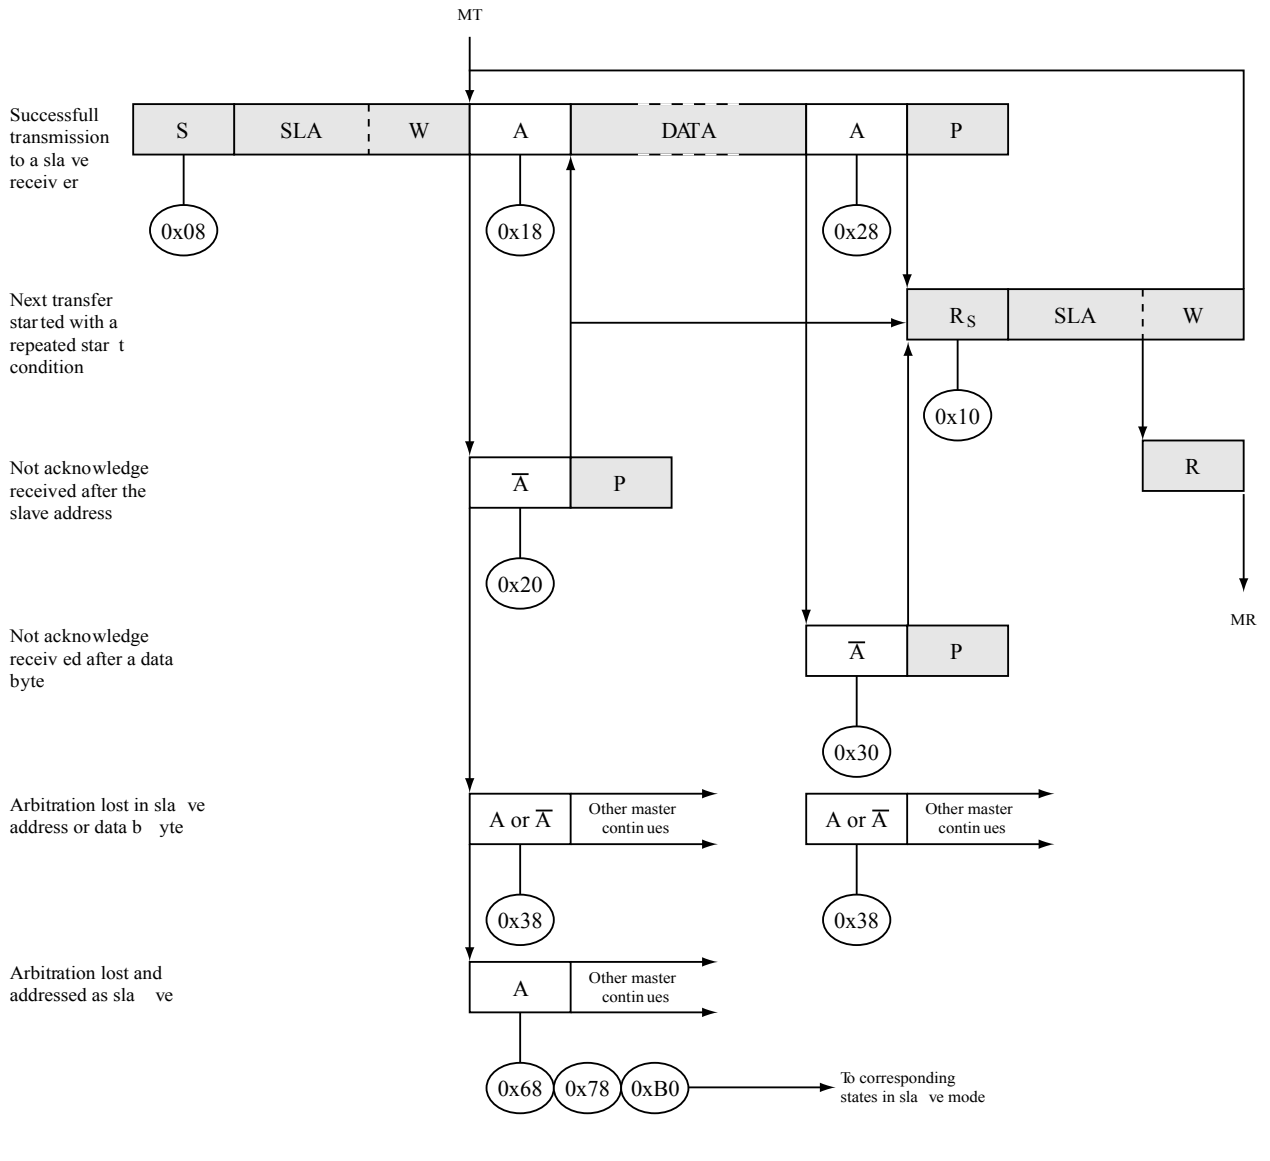 MT
Successfull
transmission
to a sla ve
receiv er
S SLA W A DATA A P
0x08 0x18 0x28
Next transfer
star ted with a
repeated star t
condition
RS SLA W
0x10
Not acknowledge
received after the
slave address
A̅ P
R
0x20
MR
Not acknowledge
receiv ed after a data
byte
A̅ P
0x30
Arbitration lost in sla ve
address or data b yte
A or A̅ Other master
contin ues
A or A̅ Other master
contin ues
0x38 0x38
Arbitration lost and
addressed as sla ve
A Other master
contin ues
0x68 0x78 0xB0
To corresponding
states in sla ve mode